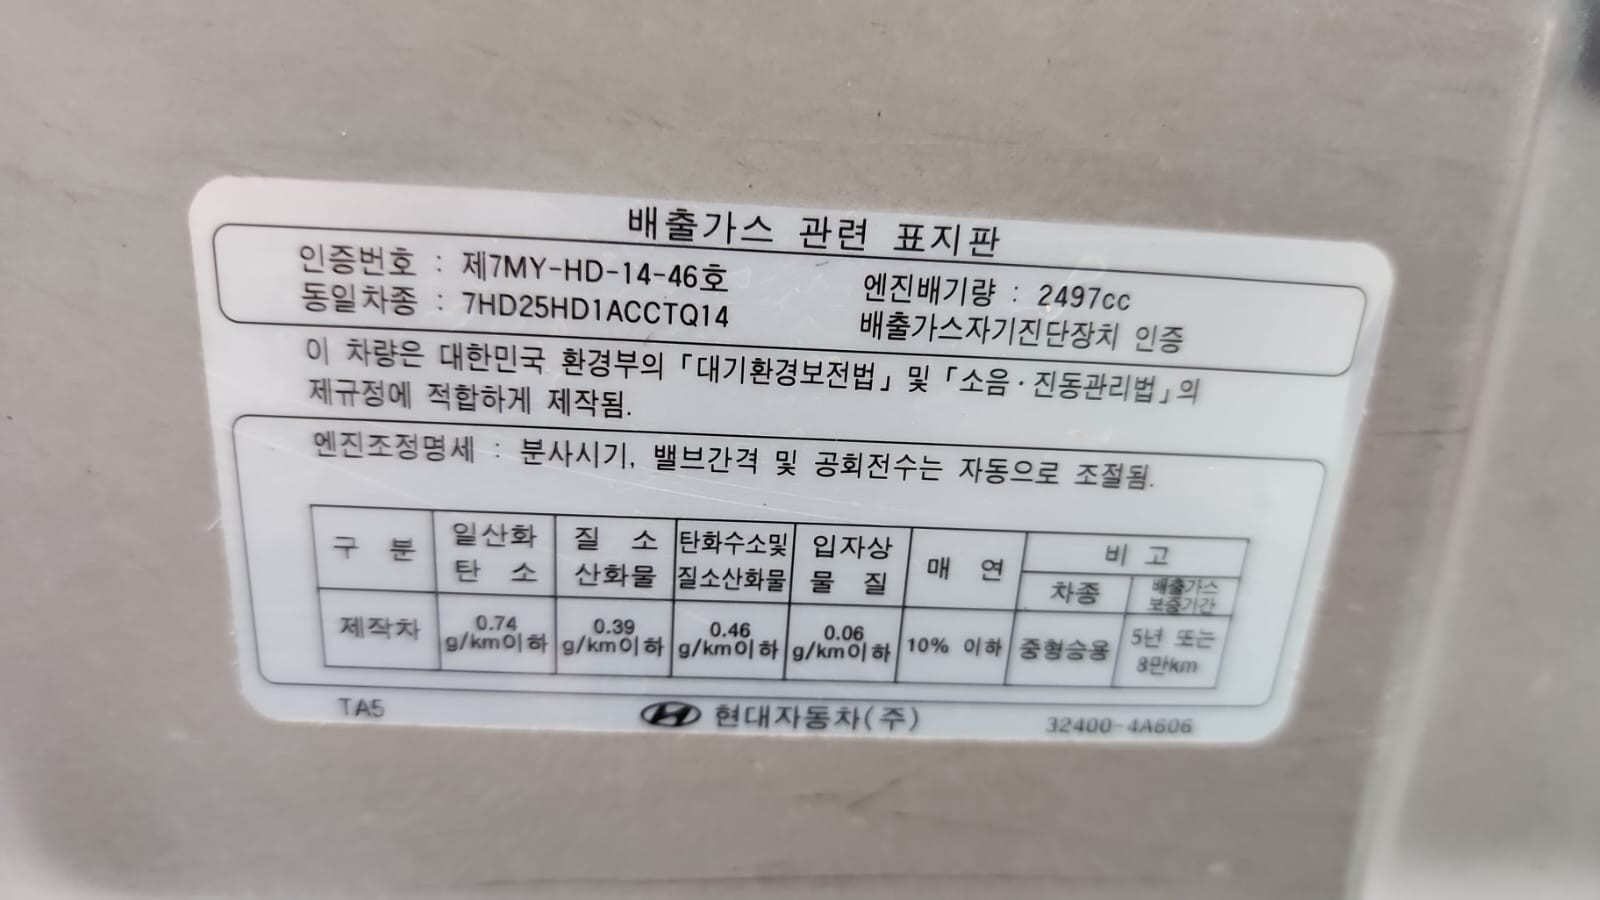 배출가스 관련 표지판
인증번호 : 제7MY-HD-14-46호 엔진배기량 : 2497cc
동일차종 : 7HD25HD1ACCTQ14 배출가스자기진단장치 인증
이 차량은 대한민국 환경부의 「대기환경보전법」 및 「소음·진동관리법」의
제규정에 적합하게 제작됨.
엔진조정명세 : 분사시기, 밸브간격 및 공회전수는 자동으로 조절됨.
구 분 일산화 탄 소 질 소 산화물 탄화수소및 질소산화물 입자상 물 질 매 연 비 고
차종 배출가스 보증기간
제작차 0.74 g/km이하 0.39 g/km이하 0.46 g/km이하 0.06 g/km이하 10% 이하 중형승용 5년 또는 8만km
TA5 현대자동차(주) 32400-4A606